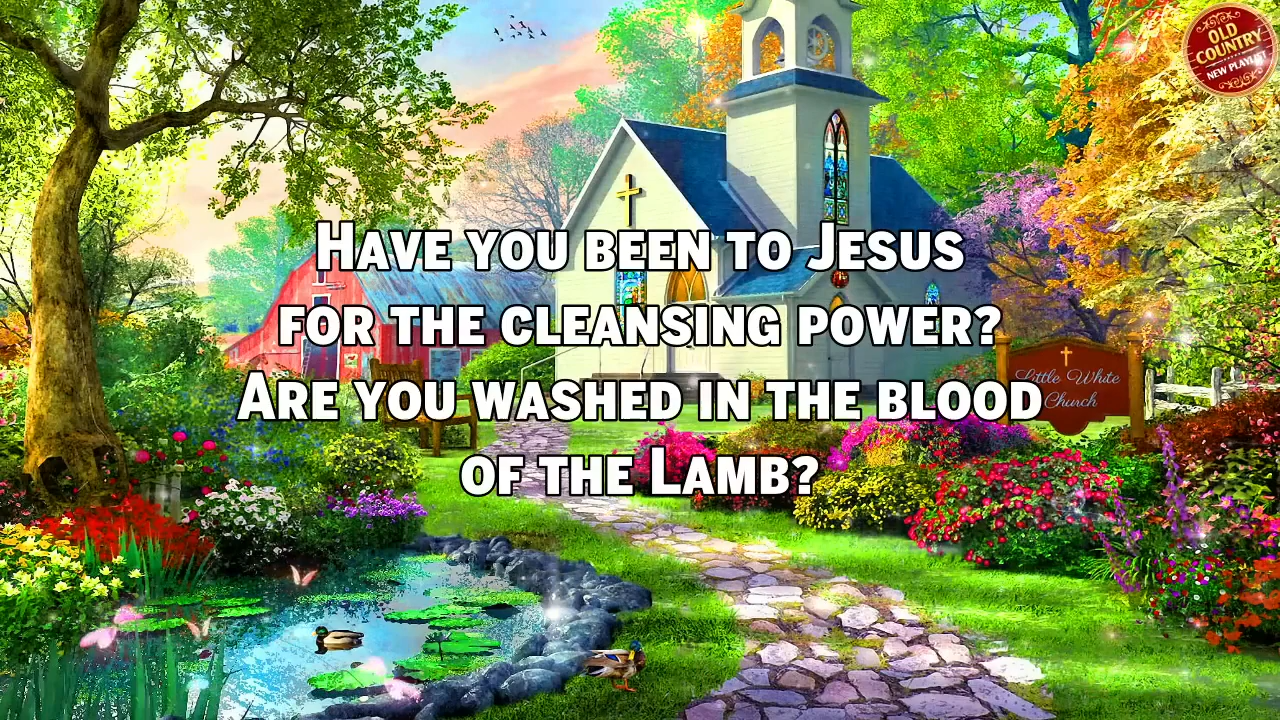 OLD
COUNTRY
NEW PLAYLIST
HAVE YOU BEEN TO JESUS
FOR THE CLEANSING POWER?
ARE YOU WASHED IN THE BLOOD
OF THE LAMB?
Little White
Church